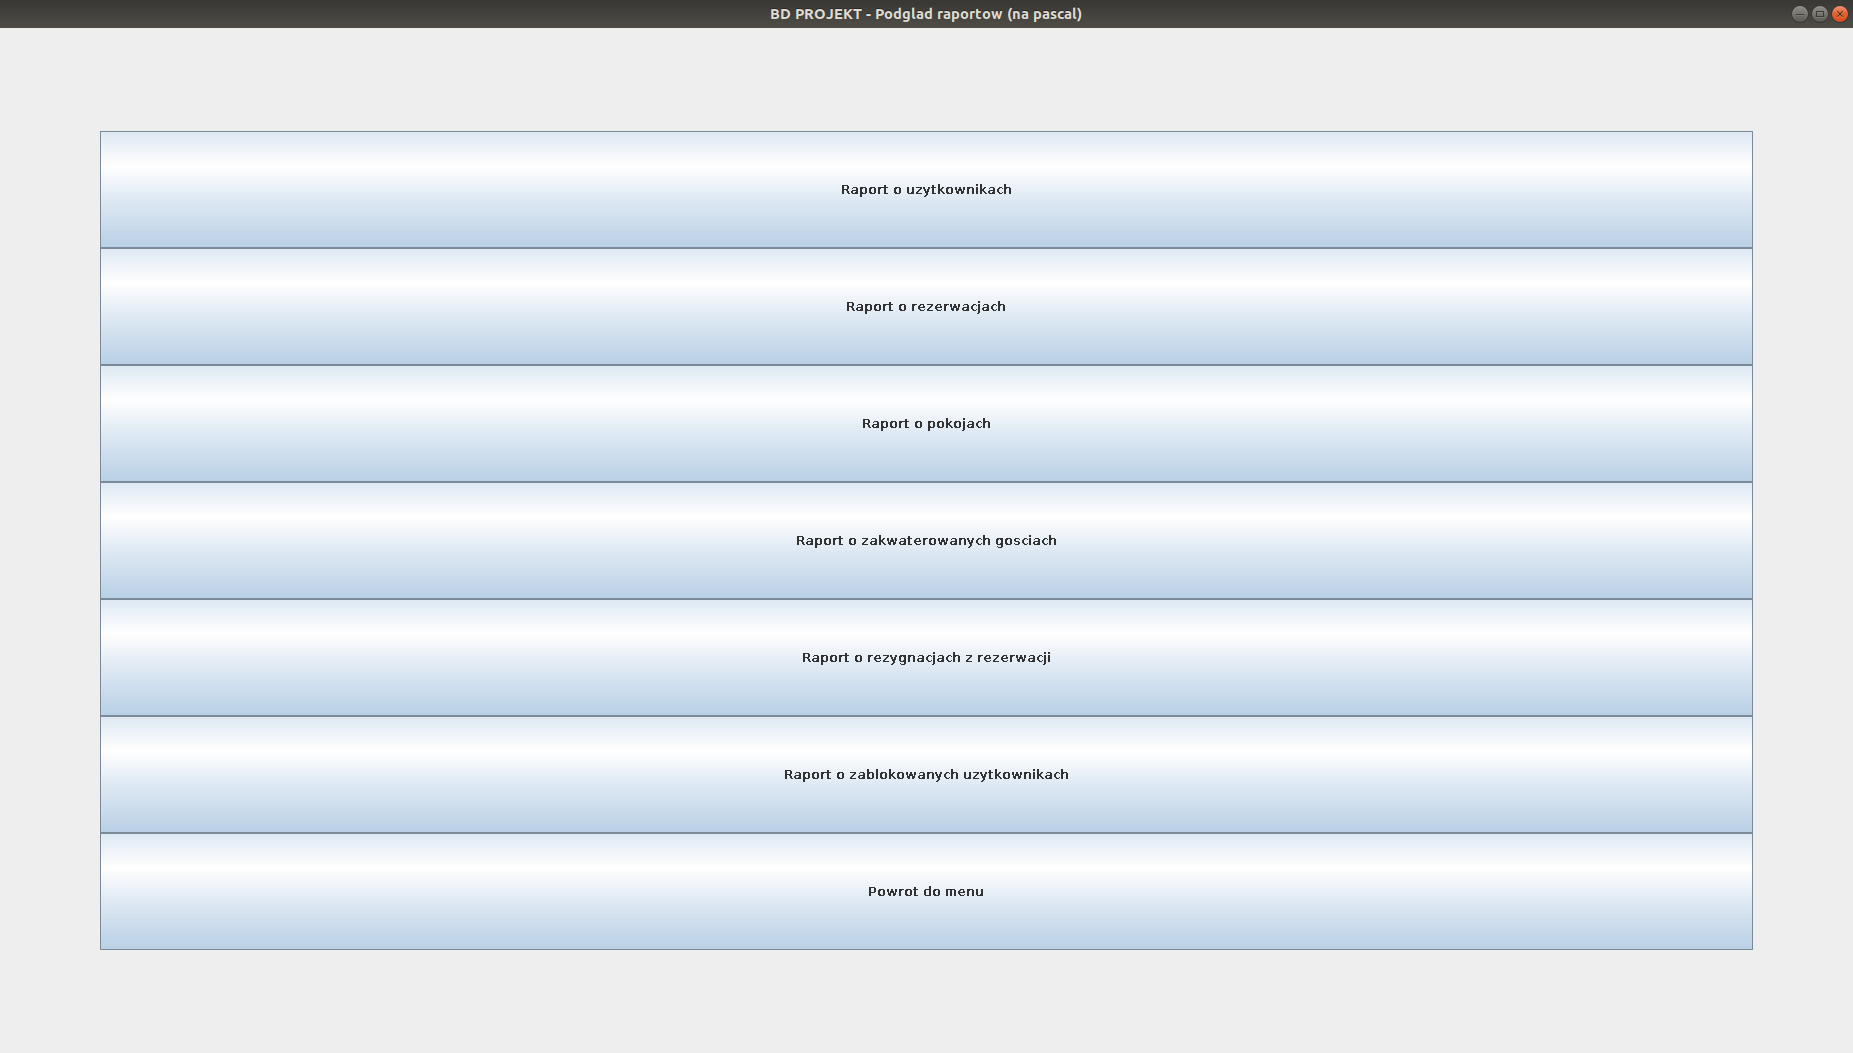 BD PROJEKT - Podglad raportow (na pascal)
Raport o uzytkownikach
Raport o rezerwacjach
Raport o pokojach
Raport o zakwaterowanych gosciach
Raport o rezygnacjach z rezerwacji
Raport o zablokowanych uzytkownikach
Powrot do menu